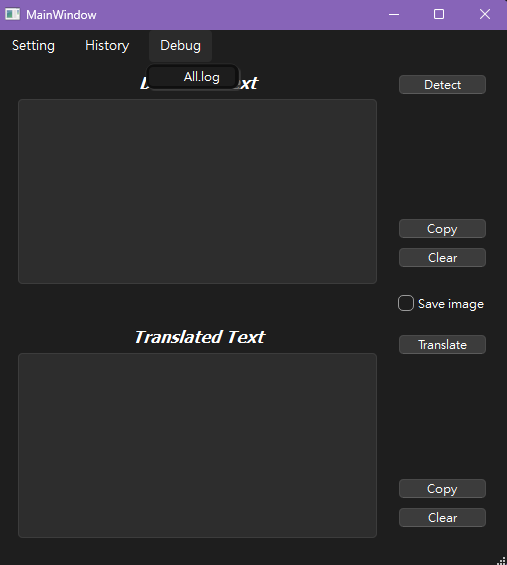 MainWindow
Setting History Debug
All.log
Detect
Copy
Clear
Save image
Translated Text
Translate
Copy
Clear